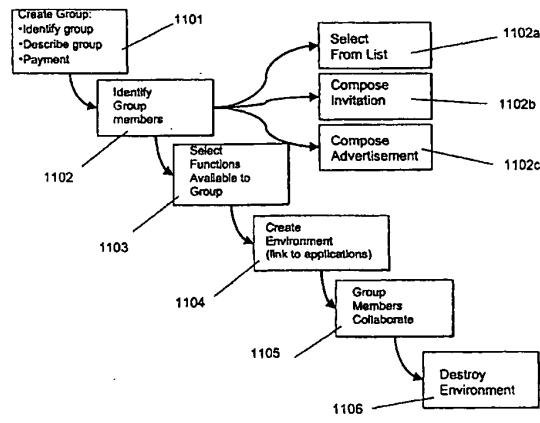 Create Group:
•Identify group
•Describe group
•Payment
1101
Select
From List
1102a
Identify
Group
members
1102
Compose
Invitation
1102b
Compose
Advertisement
1102c
Select
Functions
Available to
Group
1103
Create
Environment
(link to applications)
1104
Group
Members
Collaborate
1105
Destroy
Environment
1106